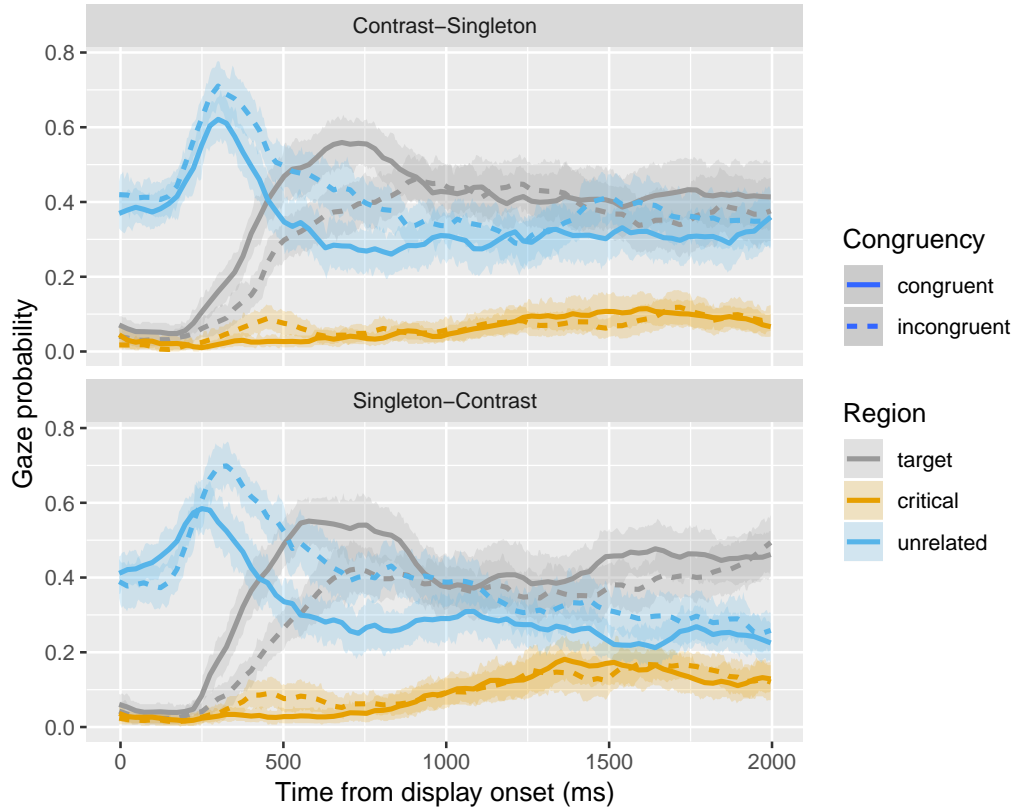 Contrast−Singleton
0.8
0.6
0.4
0.2
0.0
Singleton−Contrast
0.8
0.6
0.4
0.2
0.0
0 500 1000 1500 2000
Time from display onset (ms)
Gaze probability
Congruency
congruent
incongruent
Region
target
critical
unrelated